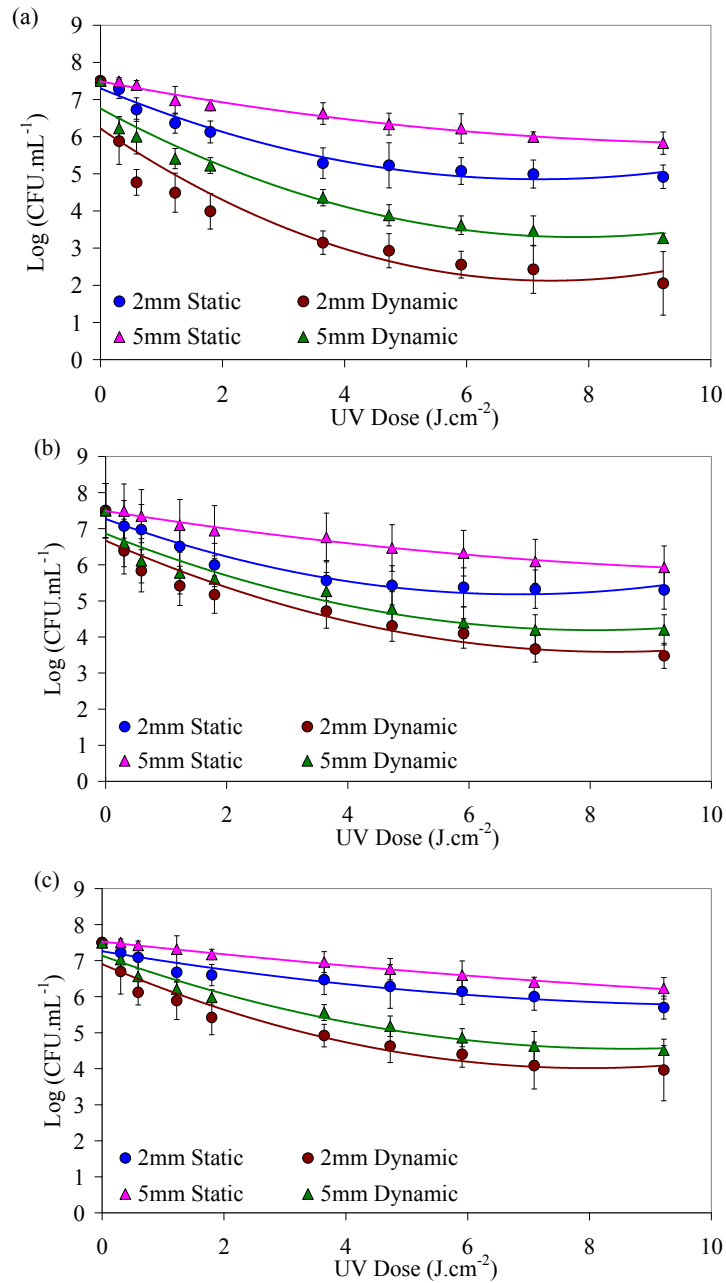 (a)
9
8
7
6
5
4
3
2
1
0
Log (CFU.mL-1)
2mm Static
2mm Dynamic
5mm Static
5mm Dynamic
0 2 4 6 8 10
UV Dose (J.cm-2)
(b)
9
8
7
6
5
4
3
2
1
0
Log (CFU.mL-1)
2mm Static
2mm Dynamic
5mm Static
5mm Dynamic
0 2 4 6 8 10
UV Dose (J.cm-2)
(c)
9
8
7
6
5
4
3
2
1
0
Log (CFU.mL-1)
2mm Static
2mm Dynamic
5mm Static
5mm Dynamic
0 2 4 6 8 10
UV Dose (J.cm-2)